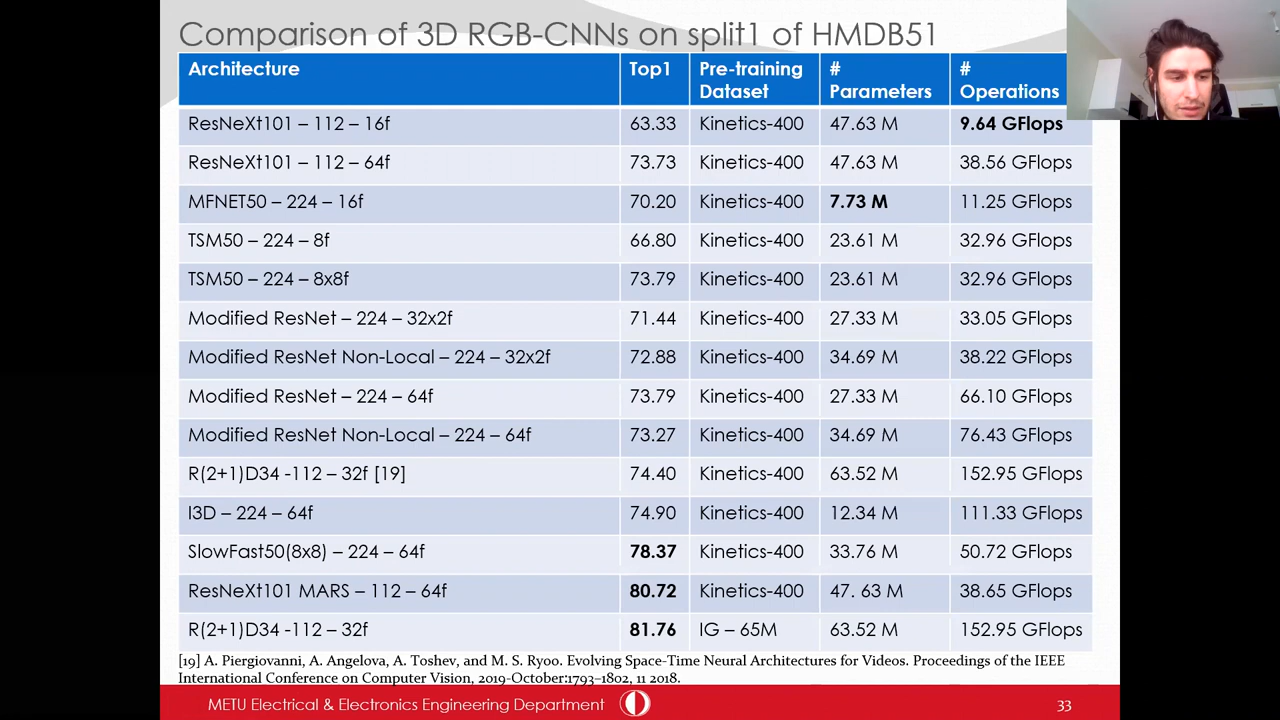 Comparison of 3D RGB-CNNs on split1 of HMDB51
Architecture Top1 Pre-training Dataset # Parameters # Operations
ResNeXt101 – 112 – 16f 63.33 Kinetics-400 47.63 M 9.64 GFlops
ResNeXt101 – 112 – 64f 73.73 Kinetics-400 47.63 M 38.56 GFlops
MFNET50 – 224 – 16f 70.20 Kinetics-400 7.73 M 11.25 GFlops
TSM50 – 224 – 8f 66.80 Kinetics-400 23.61 M 32.96 GFlops
TSM50 – 224 – 8x8f 73.79 Kinetics-400 23.61 M 32.96 GFlops
Modified ResNet – 224 – 32x2f 71.44 Kinetics-400 27.33 M 33.05 GFlops
Modified ResNet Non-Local – 224 – 32x2f 72.88 Kinetics-400 34.69 M 38.22 GFlops
Modified ResNet – 224 – 64f 73.79 Kinetics-400 27.33 M 66.10 GFlops
Modified ResNet Non-Local – 224 – 64f 73.27 Kinetics-400 34.69 M 76.43 GFlops
R(2+1)D34 -112 – 32f [19] 74.40 Kinetics-400 63.52 M 152.95 GFlops
I3D – 224 – 64f 74.90 Kinetics-400 12.34 M 111.33 GFlops
SlowFast50(8x8) – 224 – 64f 78.37 Kinetics-400 33.76 M 50.72 GFlops
ResNeXt101 MARS – 112 – 64f 80.72 Kinetics-400 47. 63 M 38.65 GFlops
R(2+1)D34 -112 – 32f 81.76 IG – 65M 63.52 M 152.95 GFlops
[19] A. Piergiovanni, A. Angelova, A. Toshev, and M. S. Ryoo. Evolving Space-Time Neural Architectures for Videos. Proceedings of the IEEE
International Conference on Computer Vision, 2019-October:1793–1802, 11 2018.
METU Electrical & Electronics Engineering Department 33